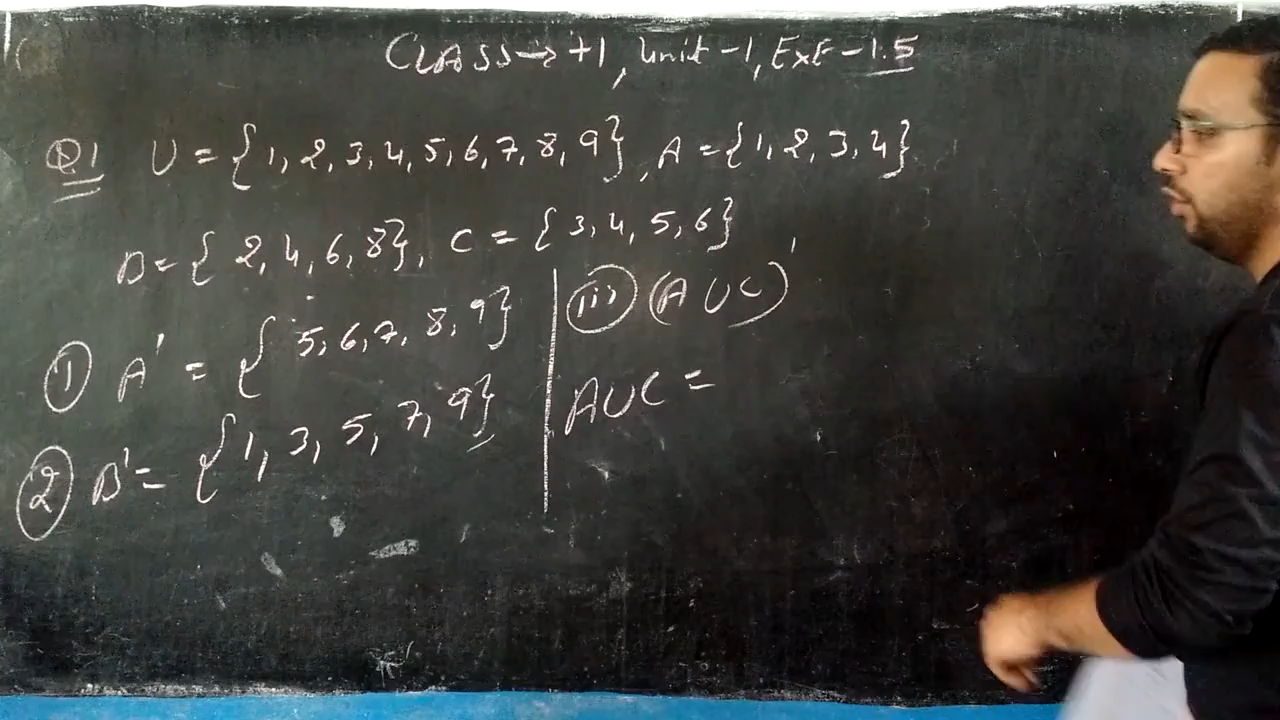 CLASS → +1, Unit - 1, EXE - 1.5
Q1 U = {1, 2, 3, 4, 5, 6, 7, 8, 9}, A = {1, 2, 3, 4}
B = {2, 4, 6, 8}, C = {3, 4, 5, 6}
① A' = {5, 6, 7, 8, 9}
② B' = {1, 3, 5, 7, 9}
(iii) (A ∪ C)'
A∪C =